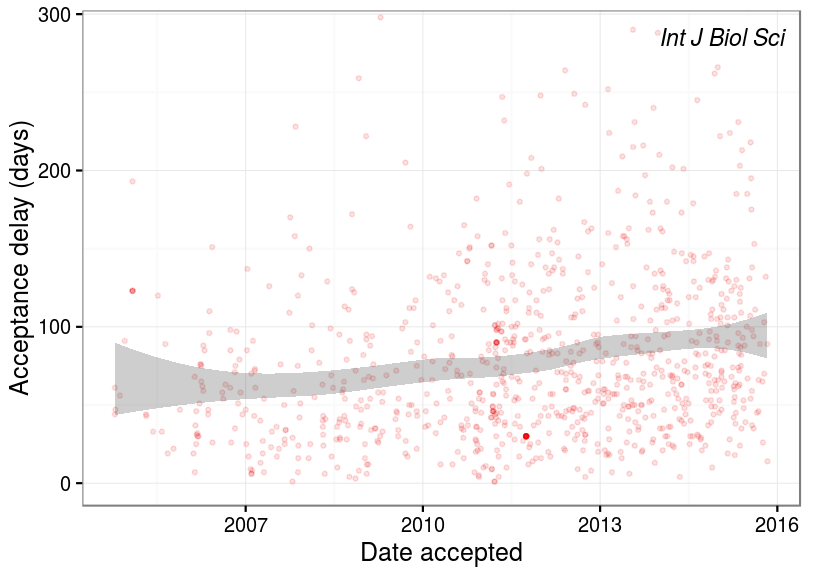 Int J Biol Sci
Acceptance delay (days)
300
200
100
0
2007 2010 2013 2016
Date accepted